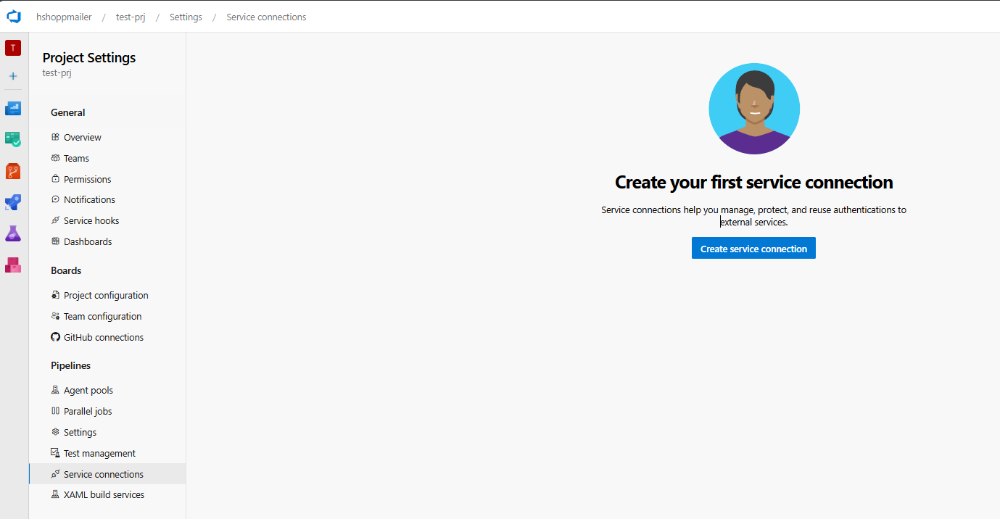 hshoppmailer / test-prj / Settings / Service connections
T
Project Settings
test-prj
General
Overview
Teams
Permissions
Notifications
Service hooks
Dashboards
Boards
Project configuration
Team configuration
GitHub connections
Pipelines
Agent pools
Parallel jobs
Settings
Test management
Service connections
XAML build services
Create your first service connection
Service connections help you manage, protect, and reuse authentications to
external services.
Create service connection